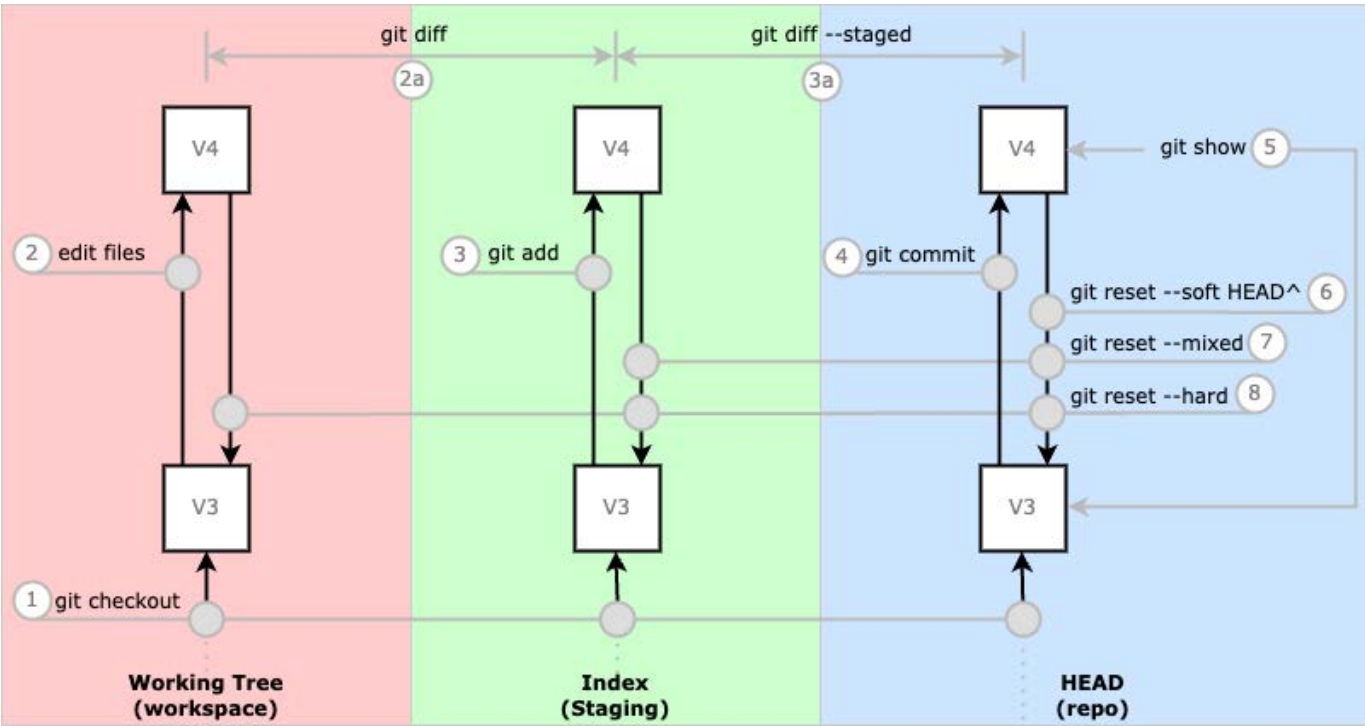 git diff
git diff --staged
2a
3a
V4
V4
V4
git show 5
2 edit files
3 git add
4 git commit
git reset --soft HEAD^ 6
git reset --mixed 7
git reset --hard 8
V3
V3
V3
1 git checkout
Working Tree
(workspace)
Index
(Staging)
HEAD
(repo)